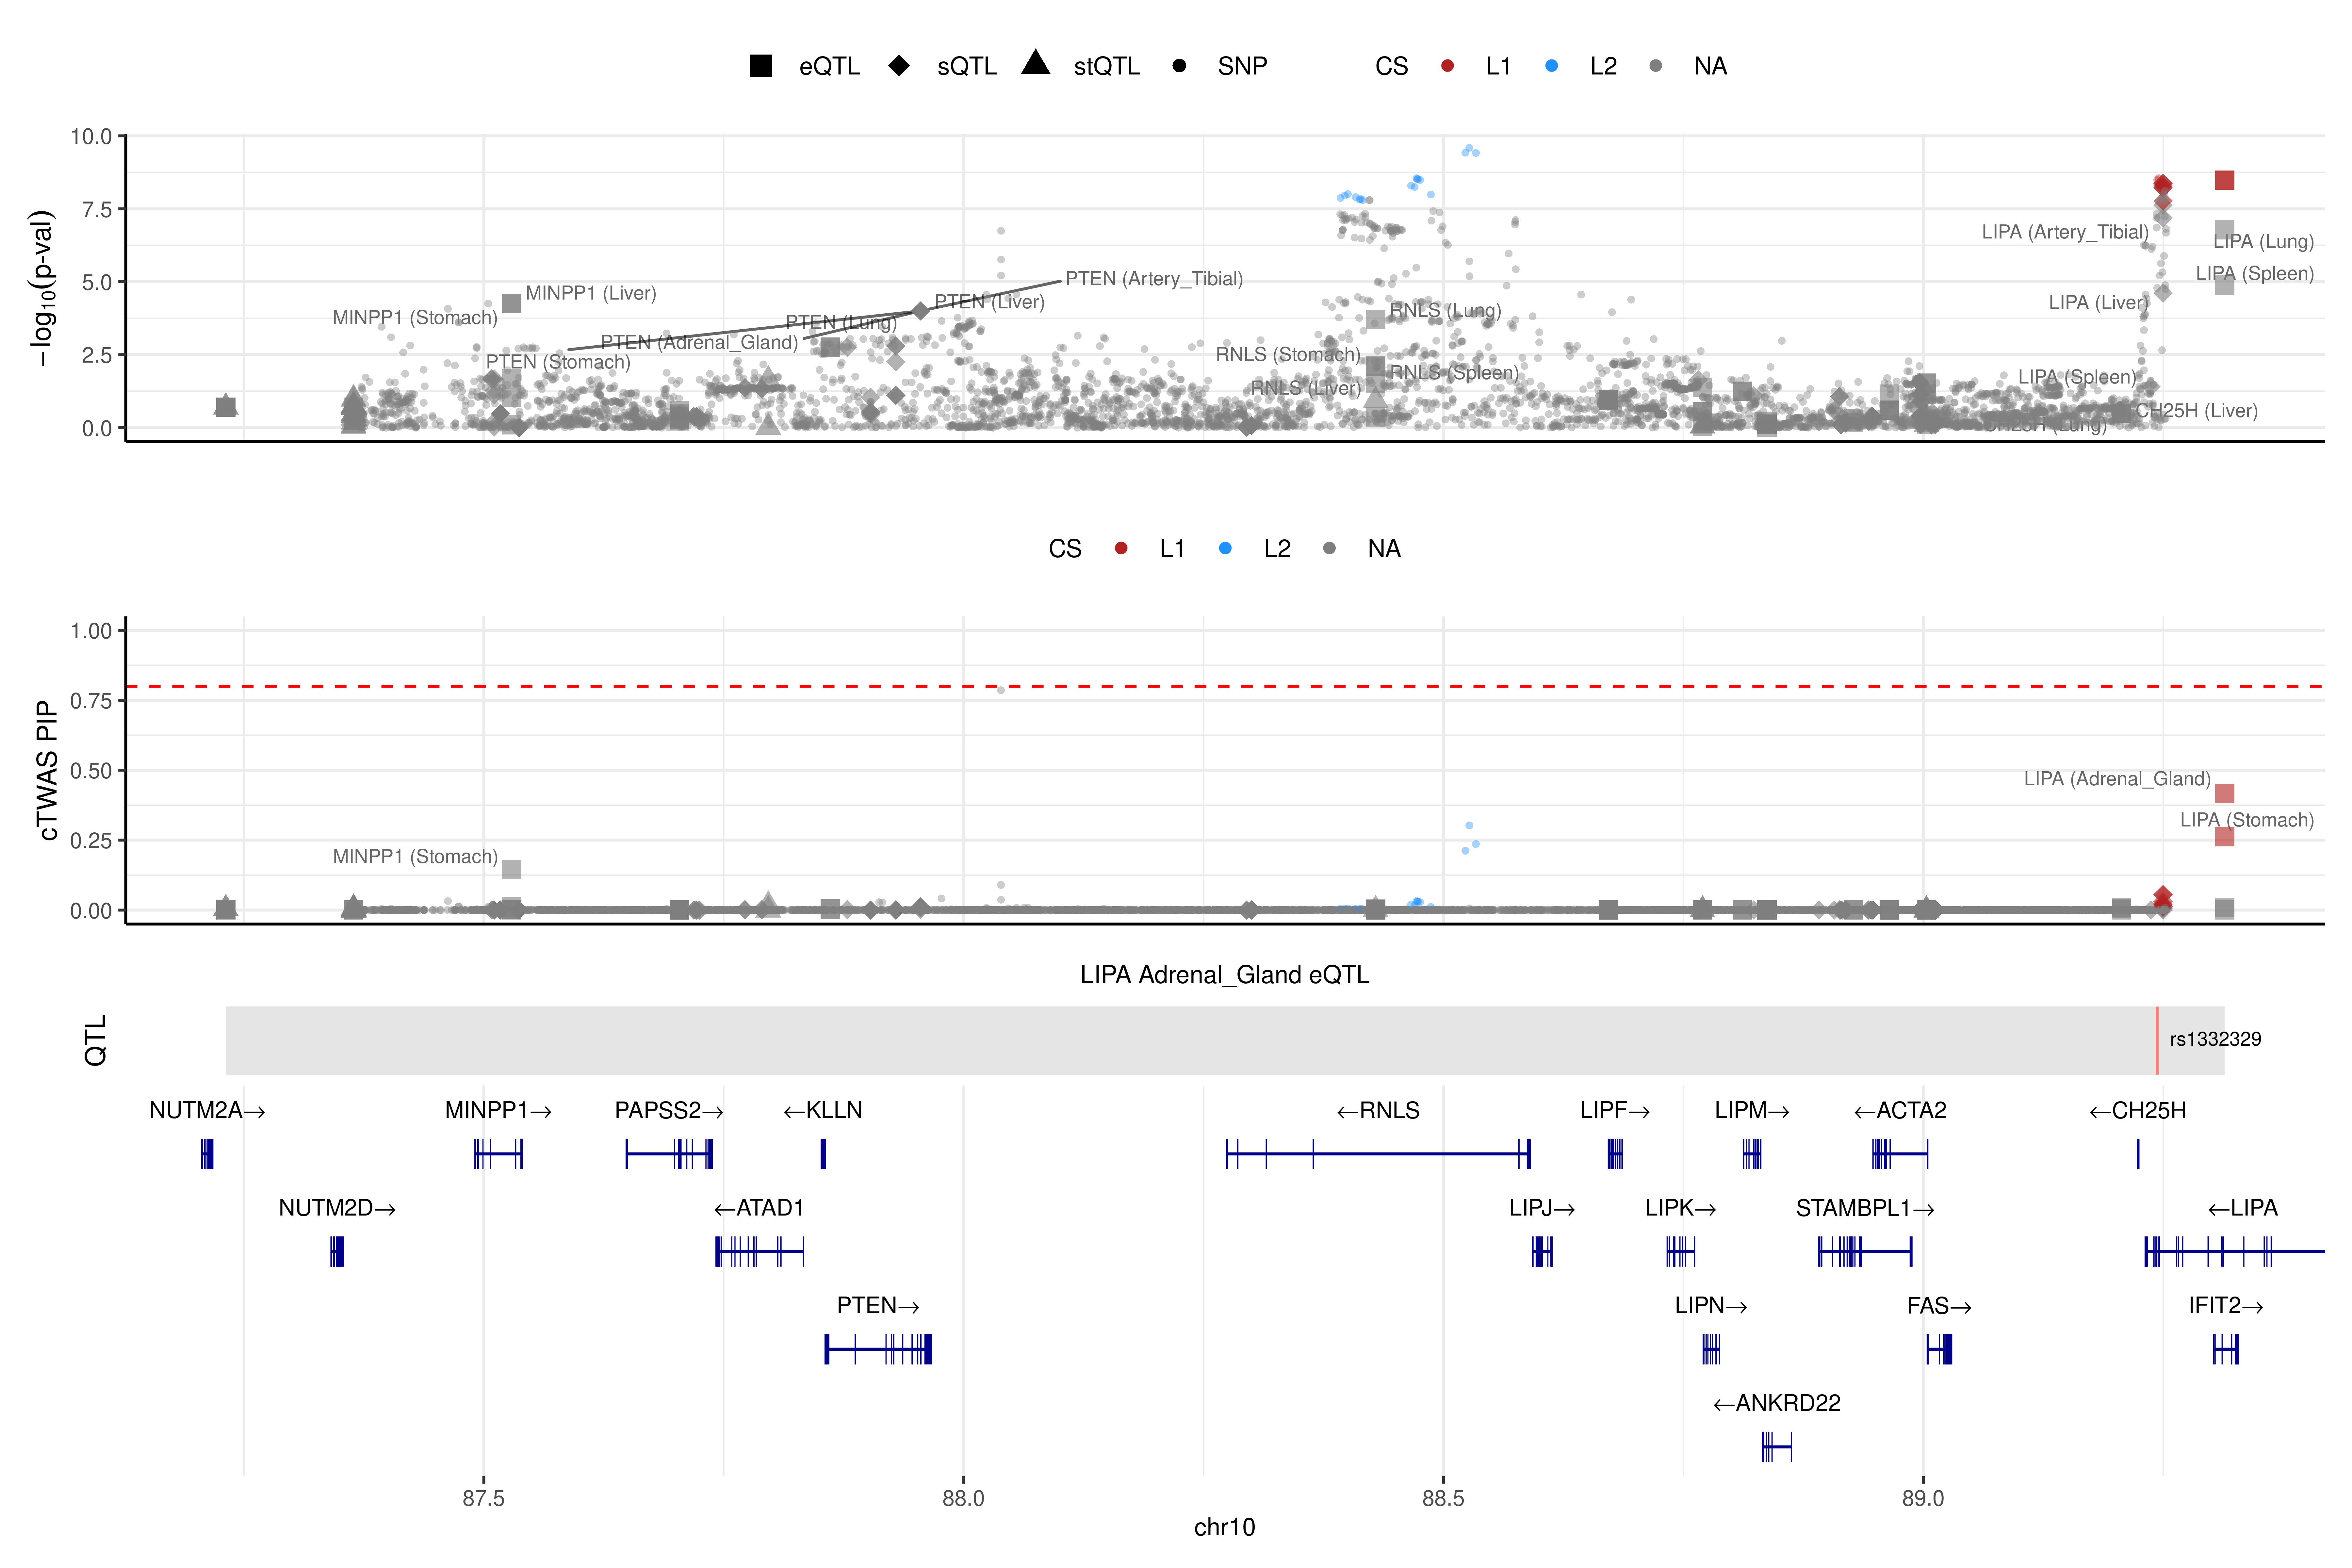 eQTL sQTL stQTL SNP CS L1 L2 NA
−log10(p-val)
10.0
7.5
5.0
2.5
0.0
MINPP1 (Liver)
MINPP1 (Stomach)
PTEN (Artery_Tibial)
PTEN (Liver)
PTEN (Lung)
PTEN (Adrenal_Gland)
PTEN (Stomach)
RNLS (Lung)
RNLS (Stomach)
RNLS (Spleen)
RNLS (Liver)
LIPA (Artery_Tibial)
LIPA (Lung)
LIPA (Spleen)
LIPA (Liver)
LIPA (Spleen)
CH25H (Liver)
CH25H (Lung)
CS L1 L2 NA
cTWAS PIP
1.00
0.75
0.50
0.25
0.00
MINPP1 (Stomach)
LIPA (Adrenal_Gland)
LIPA (Stomach)
LIPA Adrenal_Gland eQTL
QTL
rs1332329
NUTM2A→ MINPP1→ PAPSS2→ ←KLLN ←RNLS LIPF→ LIPM→ ←ACTA2 ←CH25H
NUTM2D→ ←ATAD1 LIPJ→ LIPK→ STAMBPL1→ ←LIPA
PTEN→ LIPN→ FAS→ IFIT2→
←ANKRD22
87.5 88.0 88.5 89.0
chr10